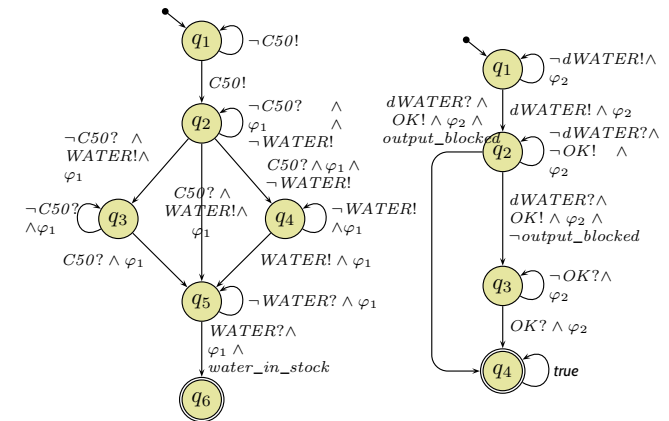 q1
¬C50!
C50!
q2
¬C50? ∧
φ1 ∧
¬WATER!
¬C50? ∧
WATER!∧
φ1
C50? ∧
WATER!∧
φ1
C50?∧φ1∧
¬WATER!
q3
¬C50?
∧φ1
q4
¬WATER!
∧φ1
C50? ∧ φ1
WATER! ∧ φ1
q5
¬WATER? ∧ φ1
WATER?∧
φ1 ∧
water_in_stock
q6
q1
¬dWATER!∧
φ2
dWATER! ∧ φ2
dWATER? ∧
OK! ∧ φ2 ∧
output_blocked
q2
¬dWATER?∧
¬OK! ∧
φ2
dWATER?∧
OK! ∧ φ2 ∧
¬output_blocked
q3
¬OK?∧
φ2
OK? ∧ φ2
q4
true